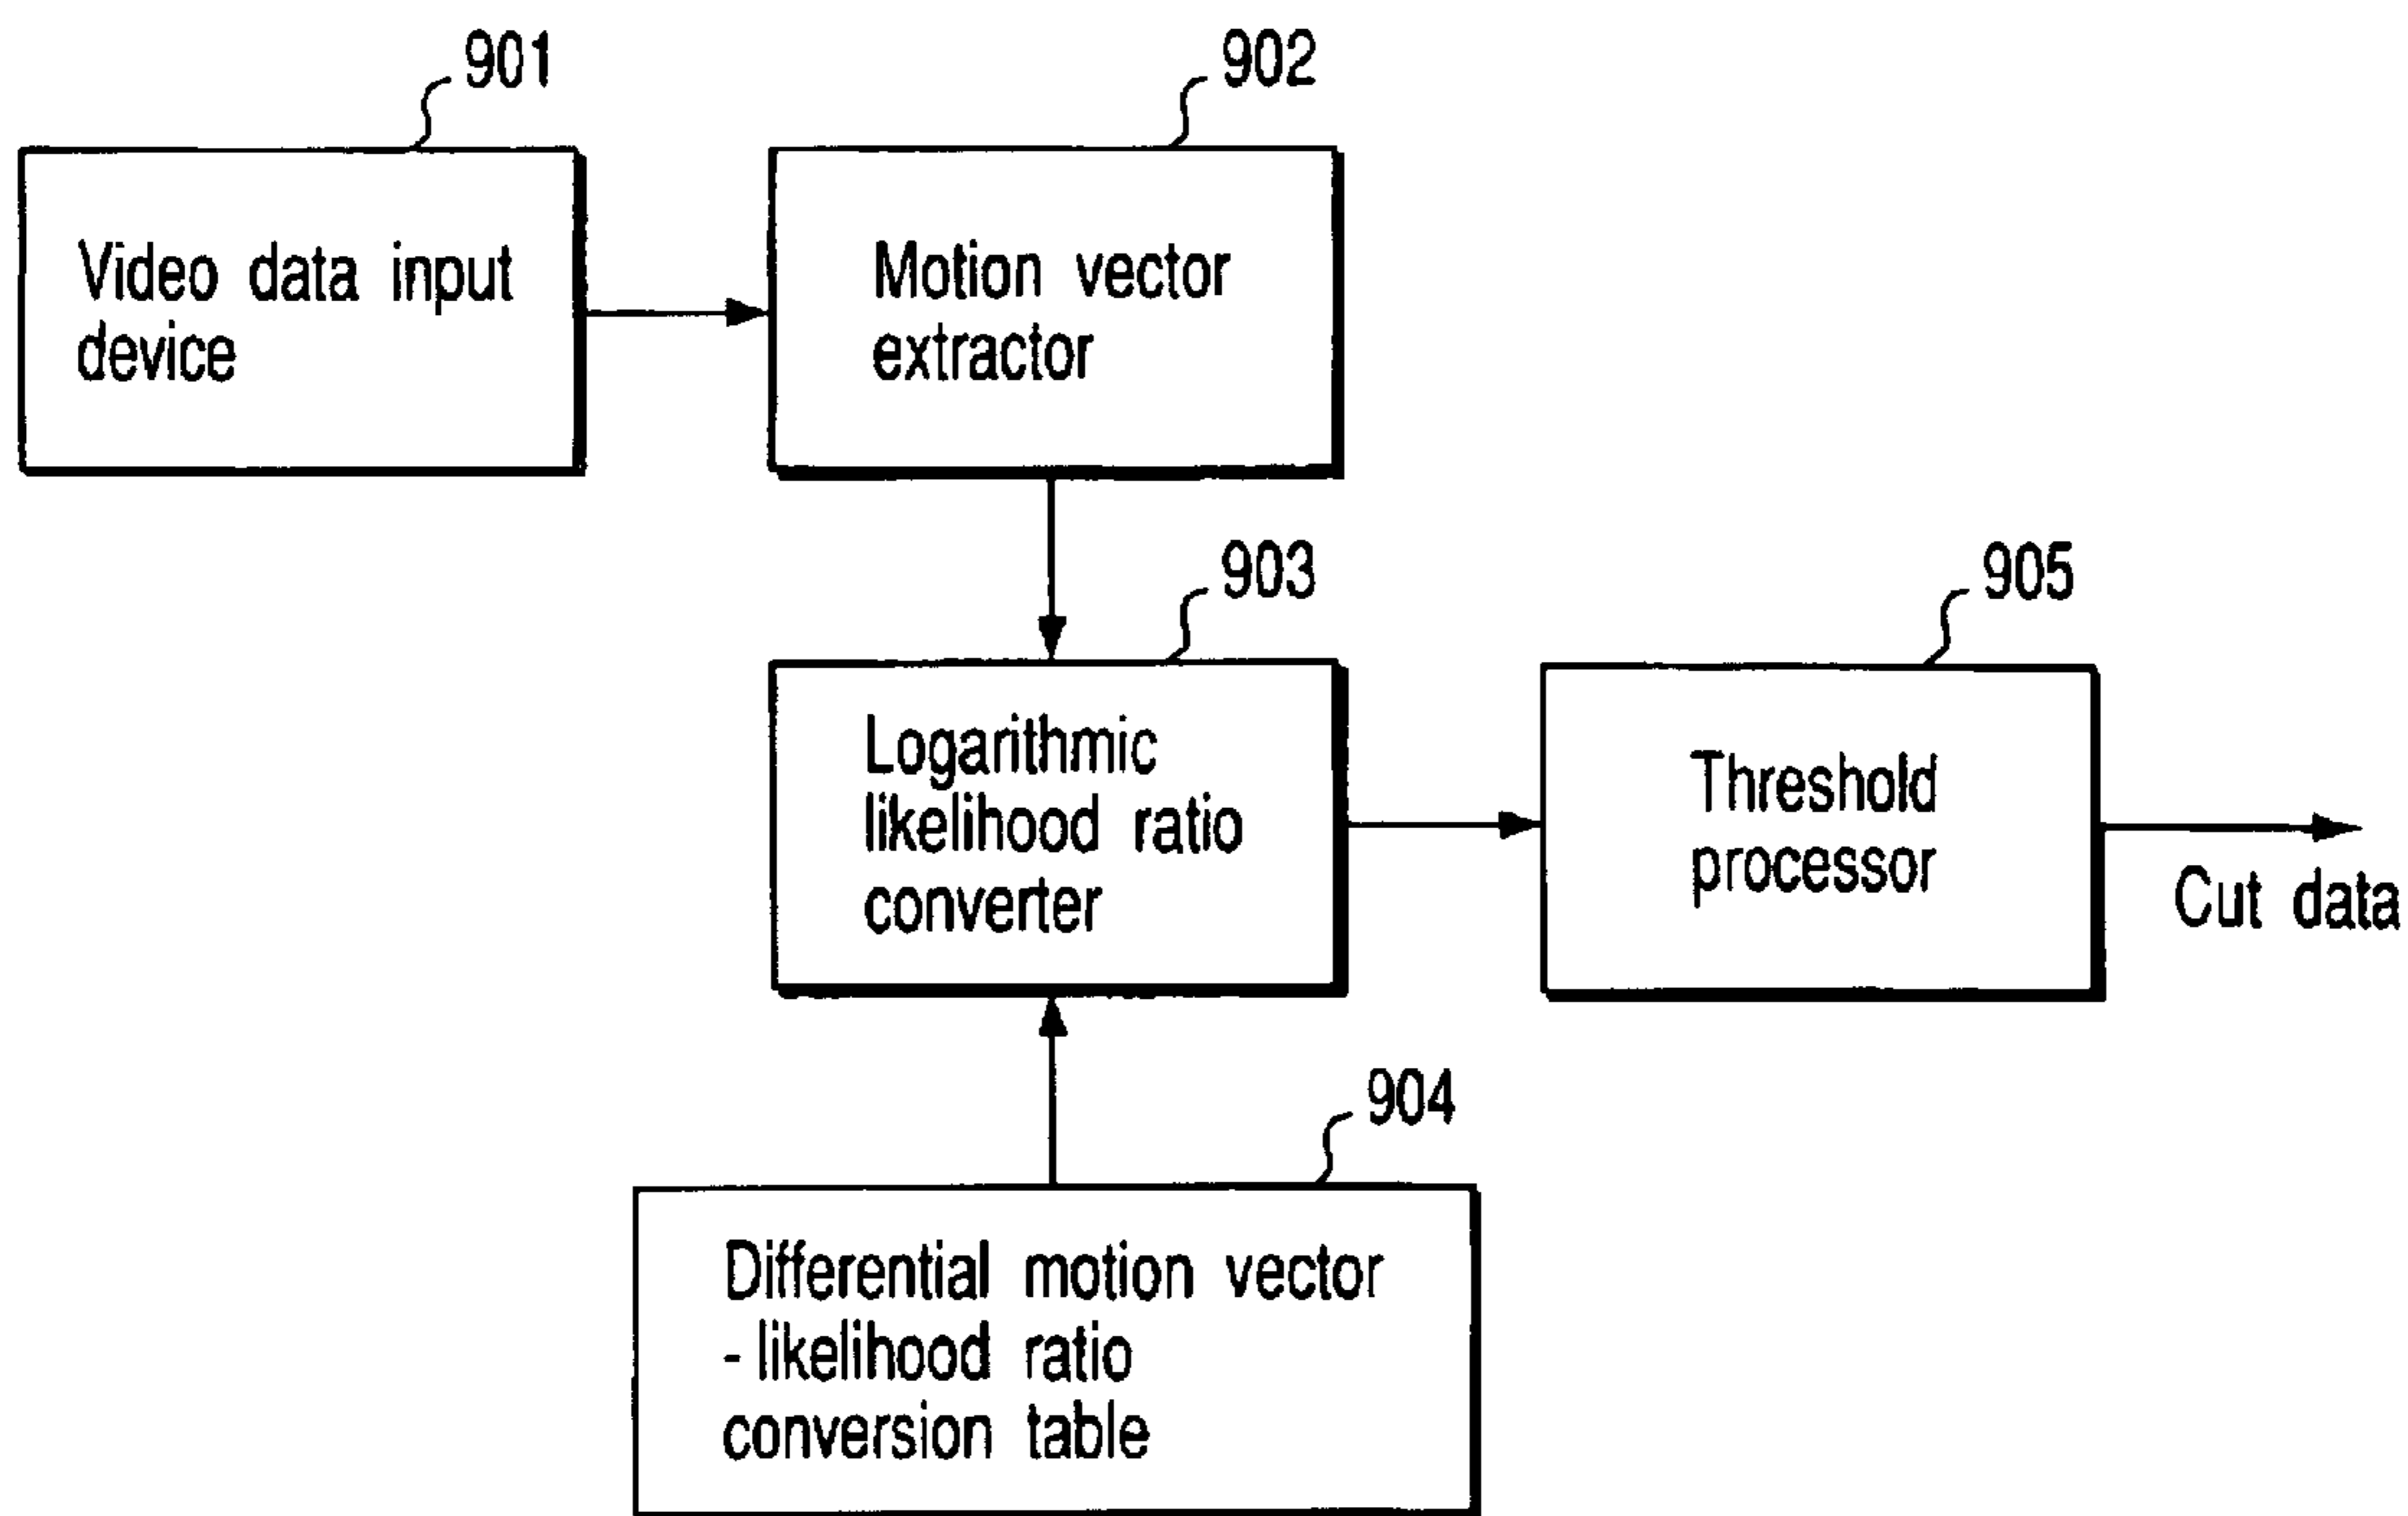 901
Video data input
device
902
Motion vector
extractor
903
Logarithmic
likelihood ratio
converter
905
Threshold
processor
Cut data
904
Differential motion vector
- likelihood ratio
conversion table